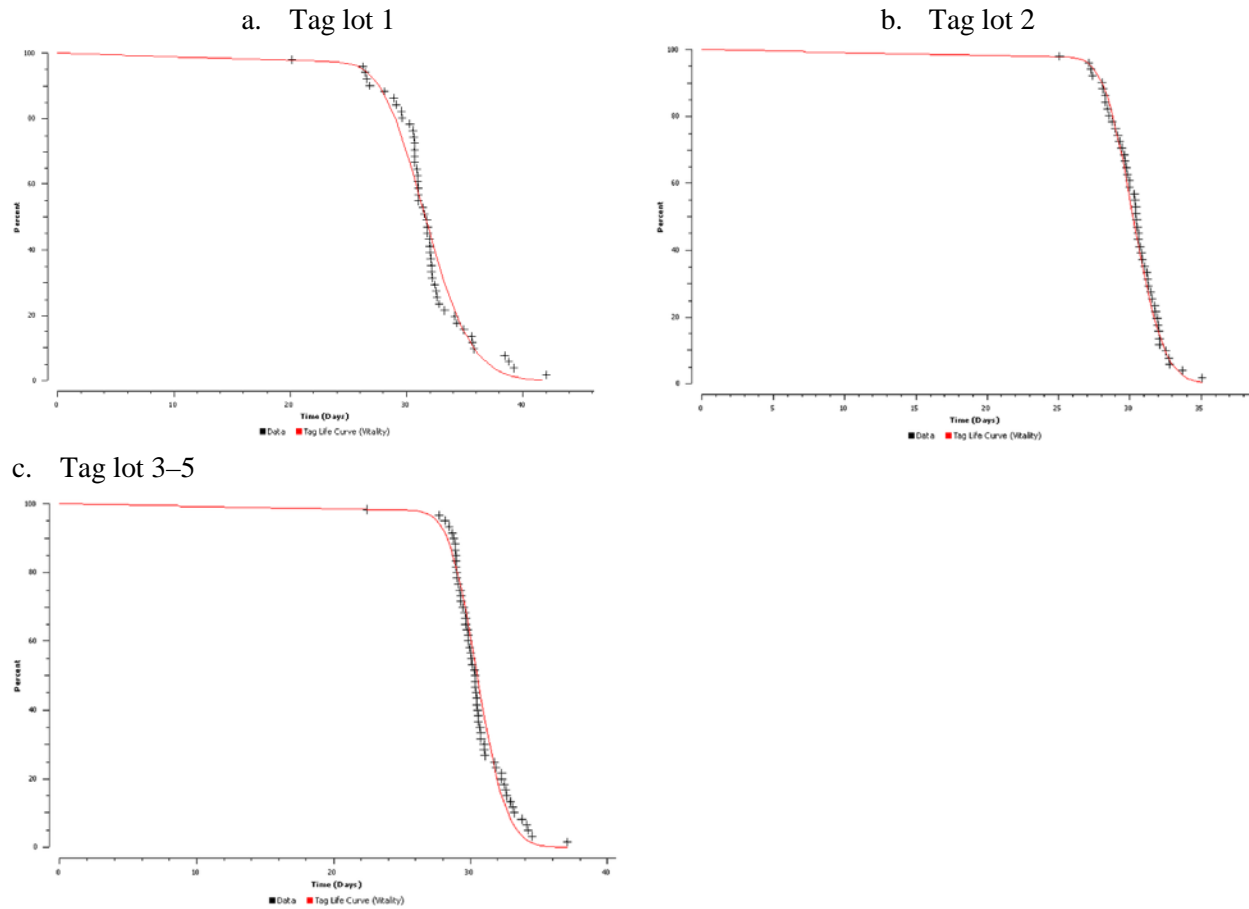 a. Tag lot 1
100
80
60
40
20
0
Percent
0 20 30 40
Time (Days)
Data Tag Life Curve (Vitality)
b. Tag lot 2
100
80
60
40
20
0
Percent
0 5 10 15 20 25 30 35
Time (Days)
Data Tag Life Curve (Vitality)
c. Tag lot 3–5
100
80
60
40
20
0
Percent
0 10 20 30 40
Time (Days)
Data Tag Life Curve (Vitality)